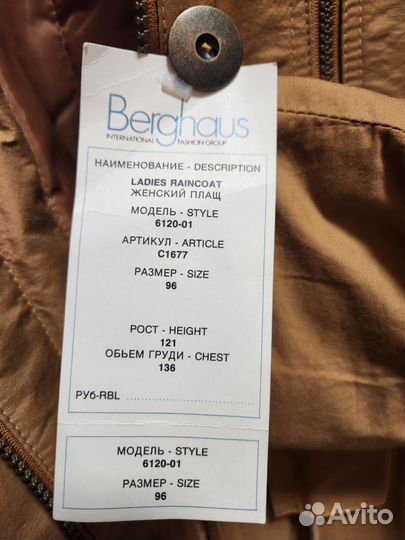 Berghaus
INTERNATIONAL FASHION GROUP
НАИМЕНОВАНИЕ - DESCRIPTION
LADIES RAINCOAT
ЖЕНСКИЙ ПЛАЩ
МОДЕЛЬ - STYLE
6120-01
АРТИКУЛ - ARTICLE
C1677
РАЗМЕР - SIZE
96
РОСТ - HEIGHT
121
ОБЬЕМ ГРУДИ - CHEST
136
РУб-RBL
МОДЕЛЬ - STYLE
6120-01
РАЗМЕР - SIZE
96
Avito